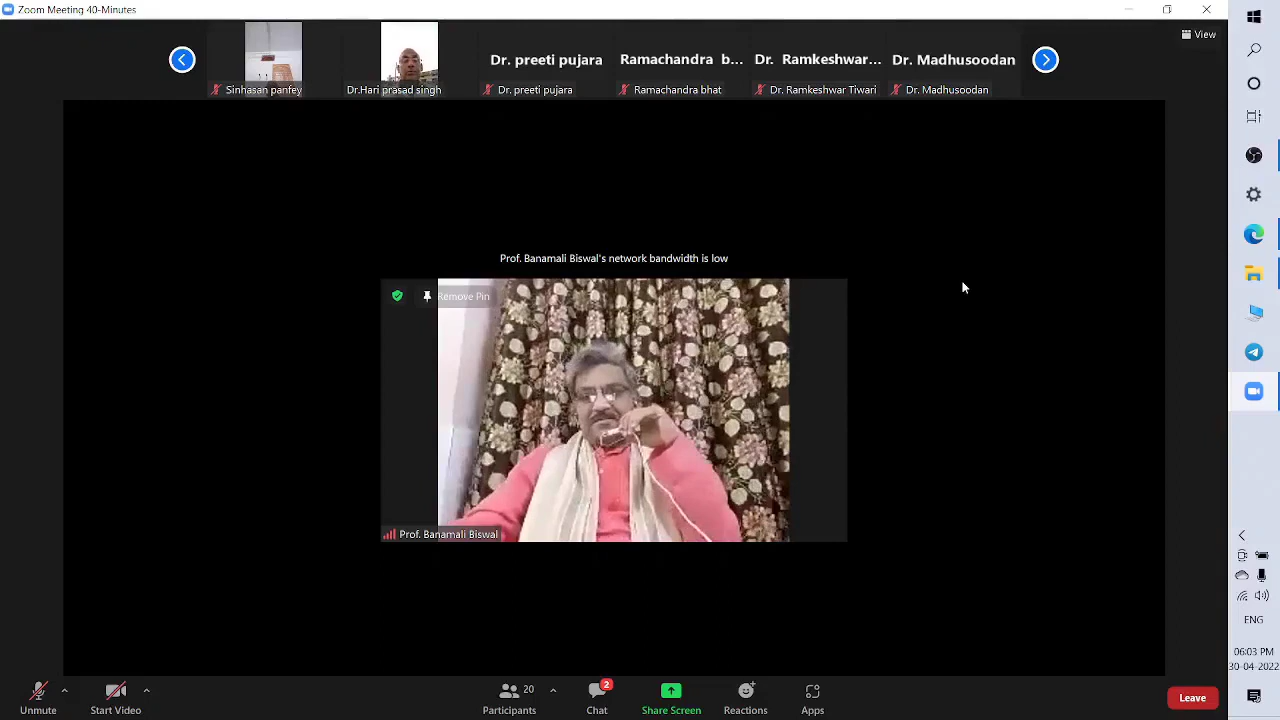 Zoom Meeting 40-Minutes
View
Dr. preeti pujara
Ramachandra b...
Dr. Ramkeshwar...
Dr. Madhusoodan
Sinhasan panfey
Dr.Hari prasad singh
Dr. preeti pujara
Ramachandra bhat
Dr. Ramkeshwar Tiwari
Dr. Madhusoodan
Prof. Banamali Biswal's network bandwidth is low
Remove Pin
Prof. Banamali Biswal
ENG
06:03 PM
30-04-2022
20
2
Unmute
Start Video
Participants
Chat
Share Screen
Reactions
Apps
Leave